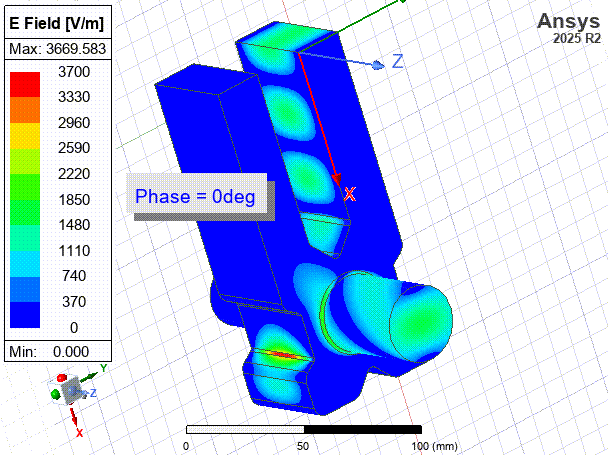 E Field [V/m]
Max: 3669.583
3700
3330
2960
2590
2220
1850
1480
1110
740
370
0
Min: 0.000
Ansys
2025 R2
Z
X
Phase = 0deg
Y
Z
X
0
50
100 (mm)